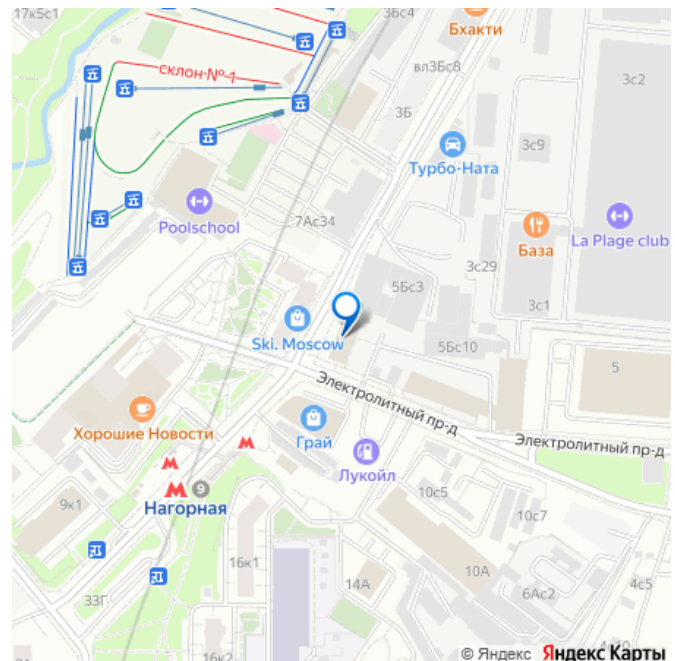 17к5с1
3Бс4
Бхакти
вл3Бс8
склон №1
3с2
3Б
3с9
Турбо-Ната
Poolschool
7Ас34
База
La Plage club
5Бс3
3с29
3с1
Ski. Moscow
5Бс10
5
Электролитный пр-д
Хорошие Новости
Грай
Электролитный пр-д
Лукойл
9
10с5
9к1
Нагорная
10с7
16к1
10А
33Г
14А
6Ас2
4с5
16к2
© Яндекс Яндекс Карты